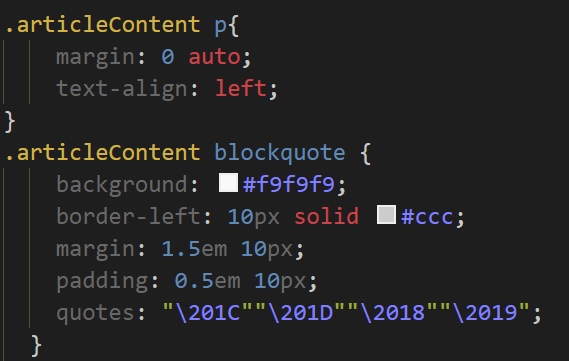 .articleContent p{
    margin: 0 auto;
    text-align: left;
}
.articleContent blockquote {
    background: #f9f9f9;
    border-left: 10px solid #ccc;
    margin: 1.5em 10px;
    padding: 0.5em 10px;
    quotes: "\201C""\201D""\2018""\2019";
  }